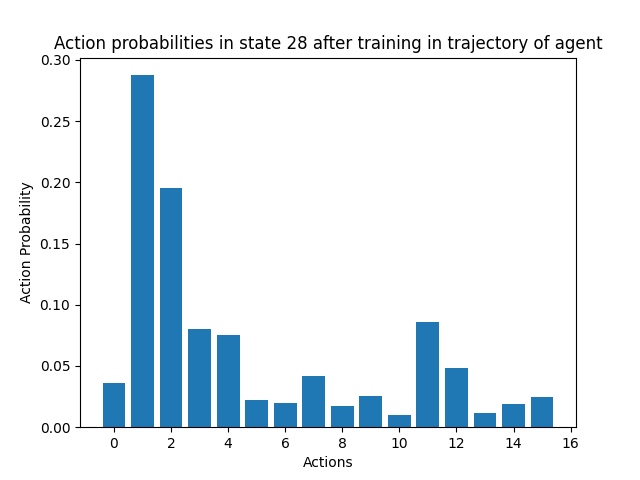 Action probabilities in state 28 after training in trajectory of agent
0.30
0.25
0.20
0.15
0.10
0.05
0.00
Action Probability
0 2 4 6 8 10 12 14 16
Actions